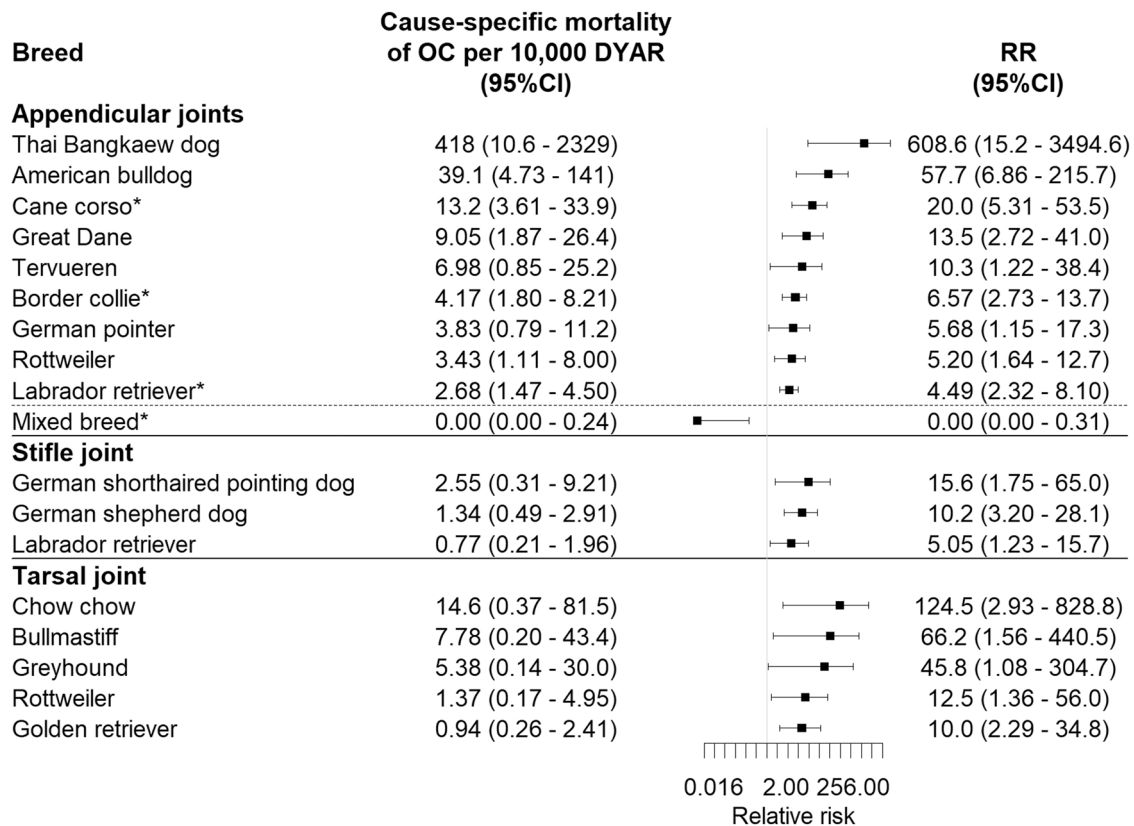 Breed Cause-specific mortality of OC per 10,000 DYAR (95%CI) RR (95%CI)
Appendicular joints
Thai Bangkaew dog 418 (10.6 - 2329) 608.6 (15.2 - 3494.6)
American bulldog 39.1 (4.73 - 141) 57.7 (6.86 - 215.7)
Cane corso* 13.2 (3.61 - 33.9) 20.0 (5.31 - 53.5)
Great Dane 9.05 (1.87 - 26.4) 13.5 (2.72 - 41.0)
Tervueren 6.98 (0.85 - 25.2) 10.3 (1.22 - 38.4)
Border collie* 4.17 (1.80 - 8.21) 6.57 (2.73 - 13.7)
German pointer 3.83 (0.79 - 11.2) 5.68 (1.15 - 17.3)
Rottweiler 3.43 (1.11 - 8.00) 5.20 (1.64 - 12.7)
Labrador retriever* 2.68 (1.47 - 4.50) 4.49 (2.32 - 8.10)
Mixed breed* 0.00 (0.00 - 0.24) 0.00 (0.00 - 0.31)
Stifle joint
German shorthaired pointing dog 2.55 (0.31 - 9.21) 15.6 (1.75 - 65.0)
German shepherd dog 1.34 (0.49 - 2.91) 10.2 (3.20 - 28.1)
Labrador retriever 0.77 (0.21 - 1.96) 5.05 (1.23 - 15.7)
Tarsal joint
Chow chow 14.6 (0.37 - 81.5) 124.5 (2.93 - 828.8)
Bullmastiff 7.78 (0.20 - 43.4) 66.2 (1.56 - 440.5)
Greyhound 5.38 (0.14 - 30.0) 45.8 (1.08 - 304.7)
Rottweiler 1.37 (0.17 - 4.95) 12.5 (1.36 - 56.0)
Golden retriever 0.94 (0.26 - 2.41) 10.0 (2.29 - 34.8)
0.016 2.00 256.00
Relative risk